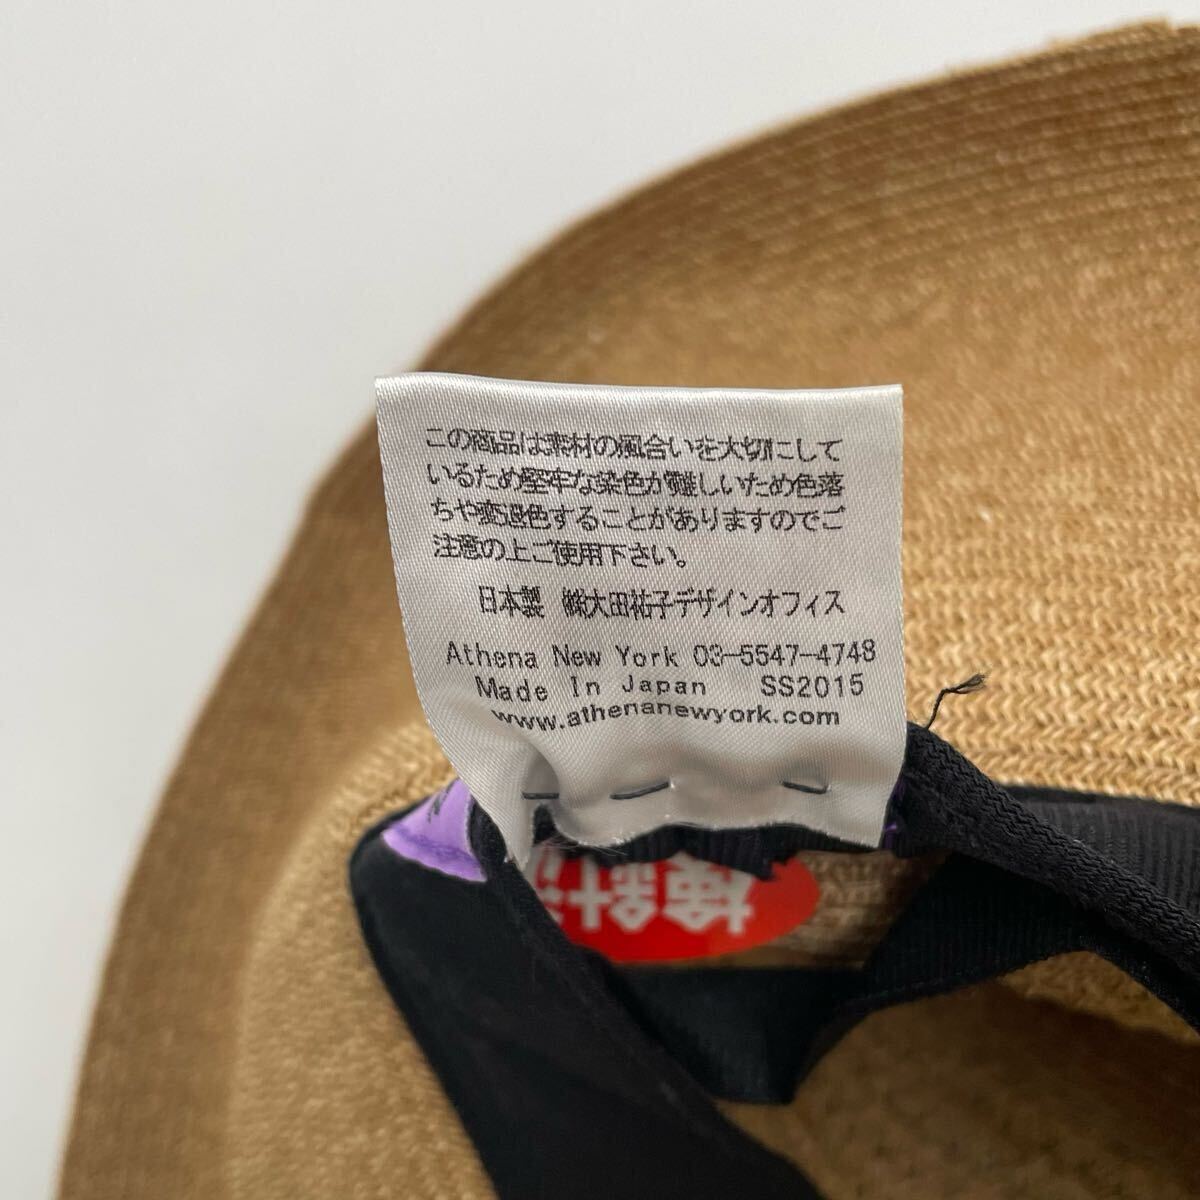 この商品は素材の風合いを大切にして
いるため堅牢な染色が難しいため色落
ちや変退色することがありますのでご
注意の上ご使用下さい。
日本製 ㈱大田祐子デザインオフィス
Athena New York 03-5547-4748
Made In Japan SS2015
www.athenanewyork.com
検針